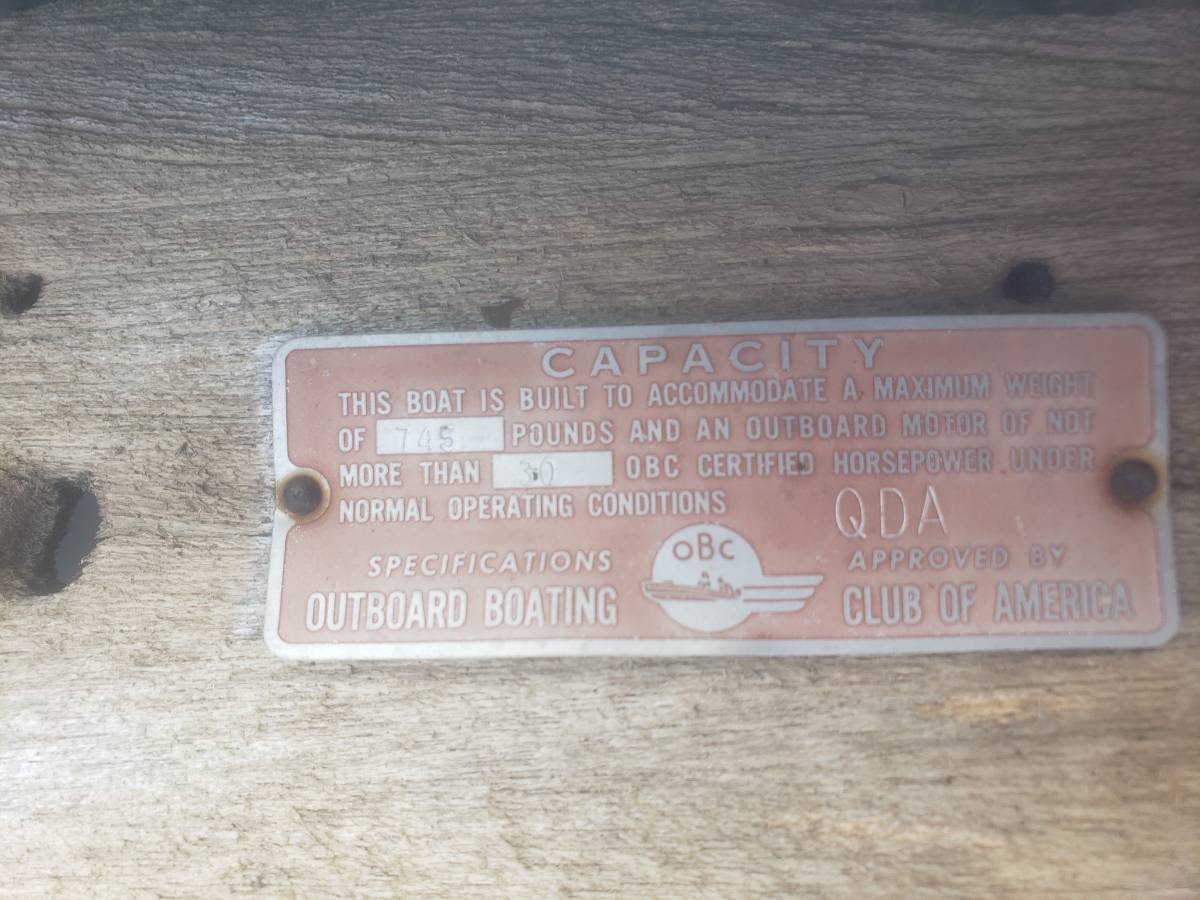 CAPACITY
THIS BOAT IS BUILT TO ACCOMMODATE A MAXIMUM WEIGHT
OF 745 POUNDS AND AN OUTBOARD MOTOR OF NOT
MORE THAN 30 OBC CERTIFIED HORSEPOWER UNDER
NORMAL OPERATING CONDITIONS
QDA
SPECIFICATIONS OBC APPROVED BY
OUTBOARD BOATING CLUB OF AMERICA